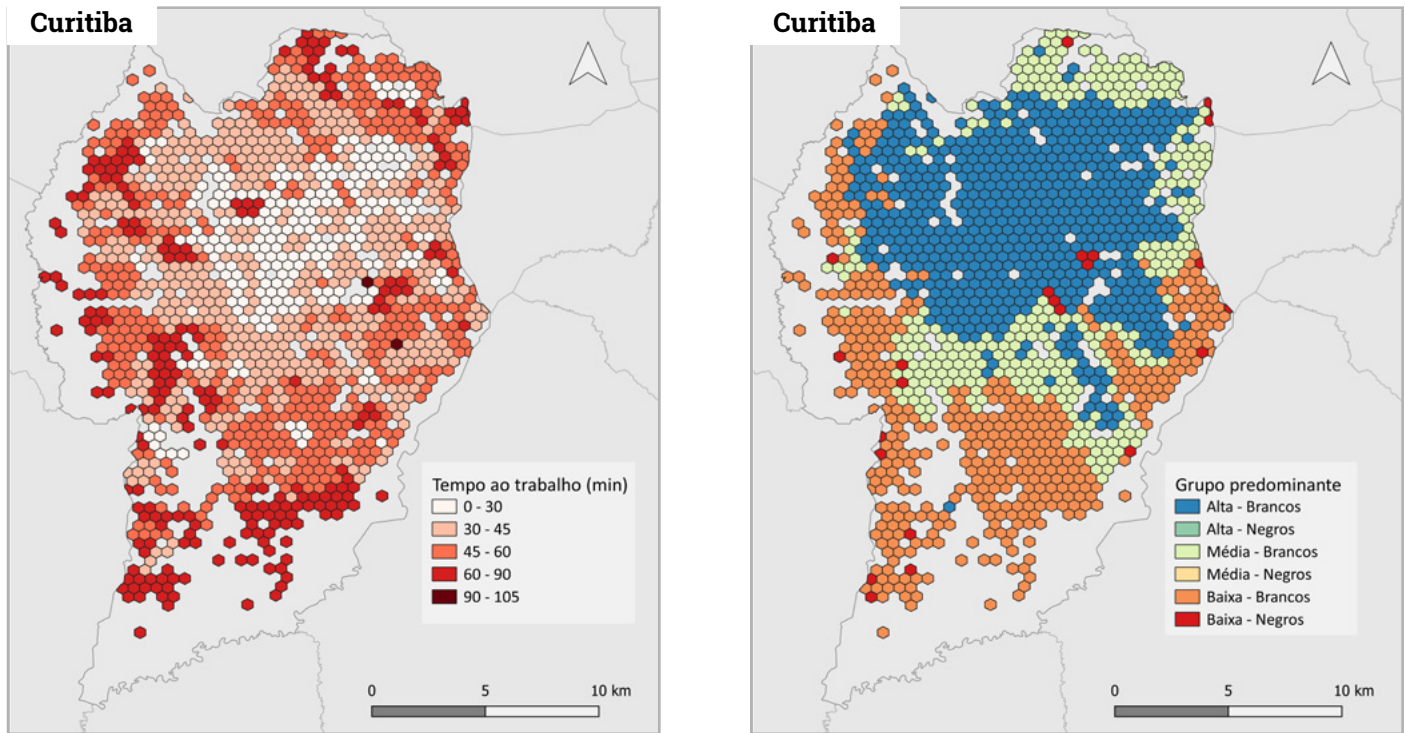 Curitiba
Tempo ao trabalho (min)
0 - 30
30 - 45
45 - 60
60 - 90
90 - 105
0 5 10 km
Curitiba
Grupo predominante
Alta - Brancos
Alta - Negros
Média - Brancos
Média - Negros
Baixa - Brancos
Baixa - Negros
0 5 10 km